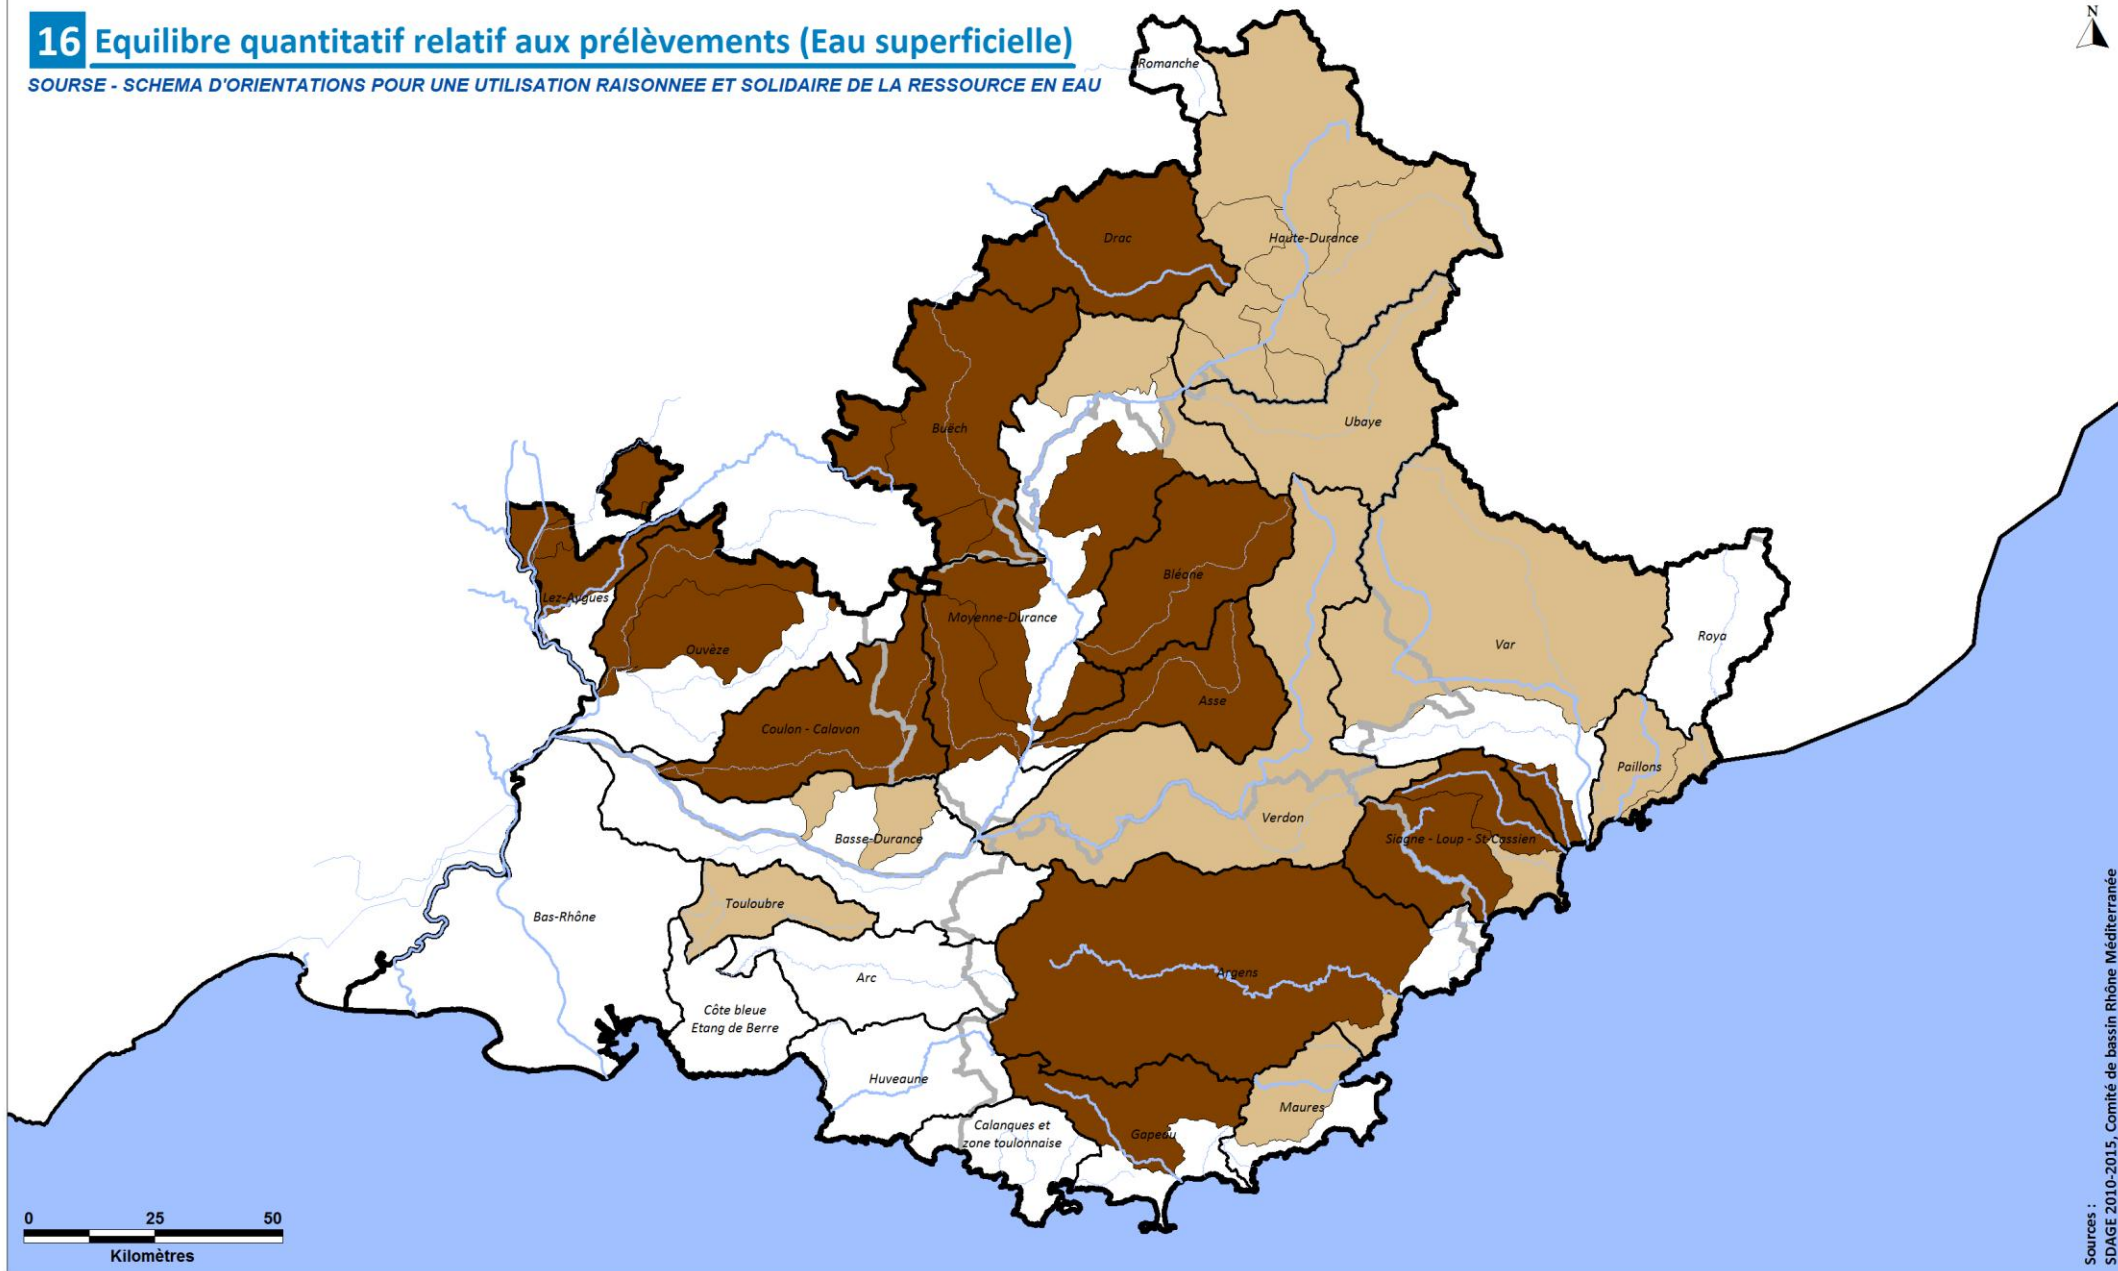 16 Equilibre quantitatif relatif aux prélèvements (Eau superficielle)
SOURSE - SCHEMA D'ORIENTATIONS POUR UNE UTILISATION RAISONNEE ET SOLIDAIRE DE LA RESSOURCE EN EAU
N
Romanche
Drac
Haute-Durance
Ubaye
Buëch
Bléone
Lez-Aygues
Moyenne-Durance
Ouvèze
Var
Roya
Asse
Coulon - Calavon
Paillons
Verdon
Basse-Durance
Siagne - Loup - St-Cassien
Touloubre
Bas-Rhône
Arc
Argens
Côte bleue
Etang de Berre
Huveaune
Maures
Calanques et
zone toulonnaise
Gapeau
0 25 50
Kilomètres
Sources :
SDAGE 2010-2015, Comité de bassin Rhône Méditerranée